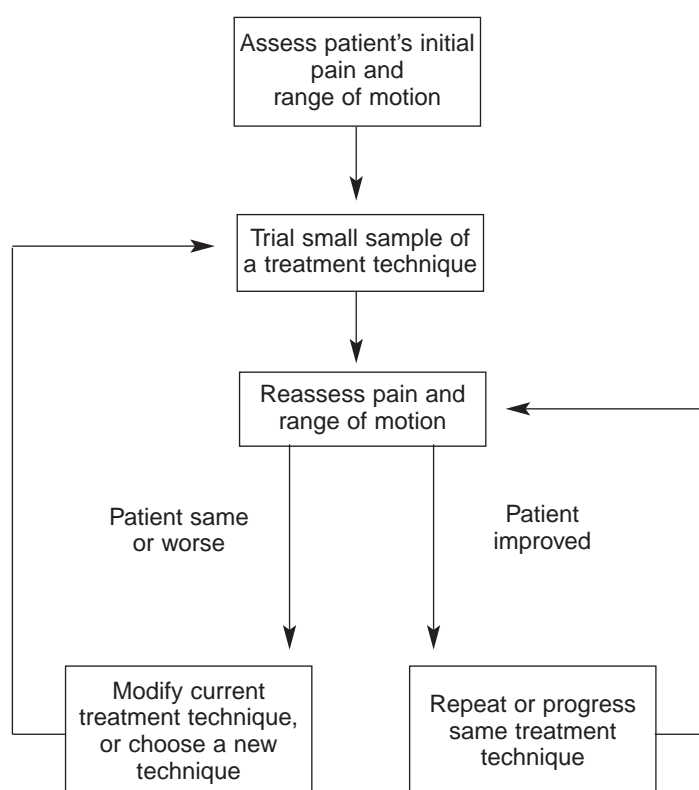 Assess patient’s initial
pain and
range of motion
Trial small sample of
a treatment technique
Reassess pain and
range of motion
Patient same
or worse
Patient
improved
Modify current
treatment technique,
or choose a new
technique
Repeat or progress
same treatment
technique